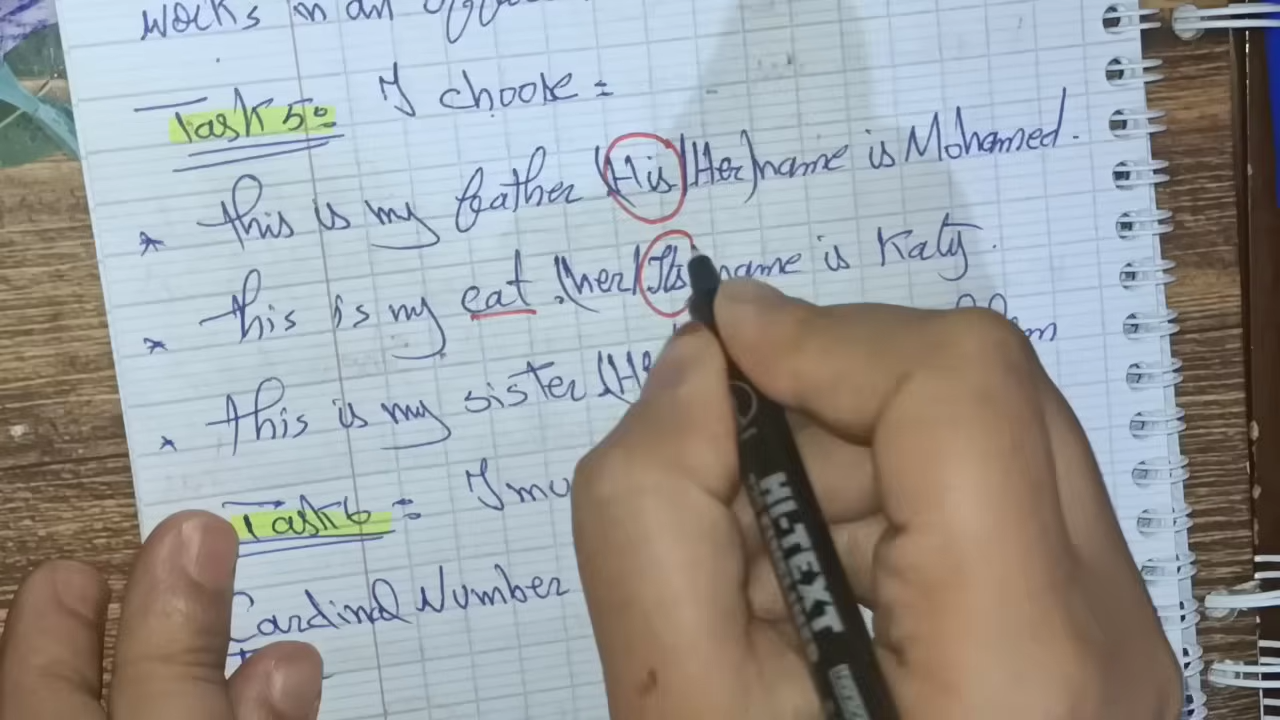 works in an
Task 5: I choose :
* this is my father (His/Her) name is Mohamed.
* this is my cat. (her/Its name is Katy.
* this is my sister (Hi
Task 6 :
Cardinal Number
HI-TEXT